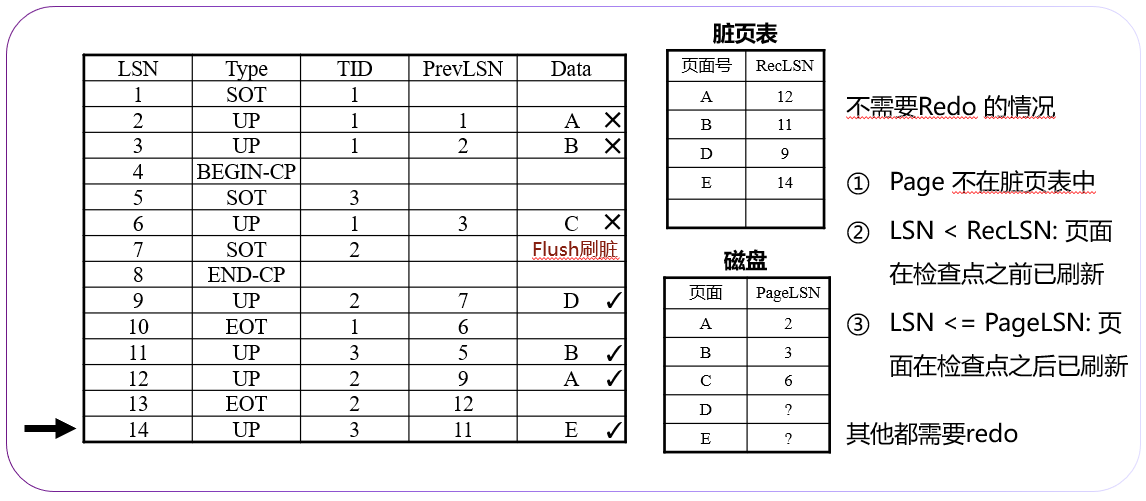 LSN Type TID PrevLSN Data
1 SOT 1
2 UP 1 1 A ✕
3 UP 1 2 B ✕
4 BEGIN-CP
5 SOT 3
6 UP 1 3 C ✕
7 SOT 2 Flush刷脏
8 END-CP
9 UP 2 7 D ✓
10 EOT 1 6
11 UP 3 5 B ✓
12 UP 2 9 A ✓
13 EOT 2 12
14 UP 3 11 E ✓
脏页表
页面号 RecLSN
A 12
B 11
D 9
E 14
磁盘
页面 PageLSN
A 2
B 3
C 6
D ?
E ?
不需要Redo 的情况
① Page 不在脏页表中
② LSN < RecLSN: 页面
在检查点之前已刷新
③ LSN <= PageLSN: 页
面在检查点之后已刷新
其他都需要redo